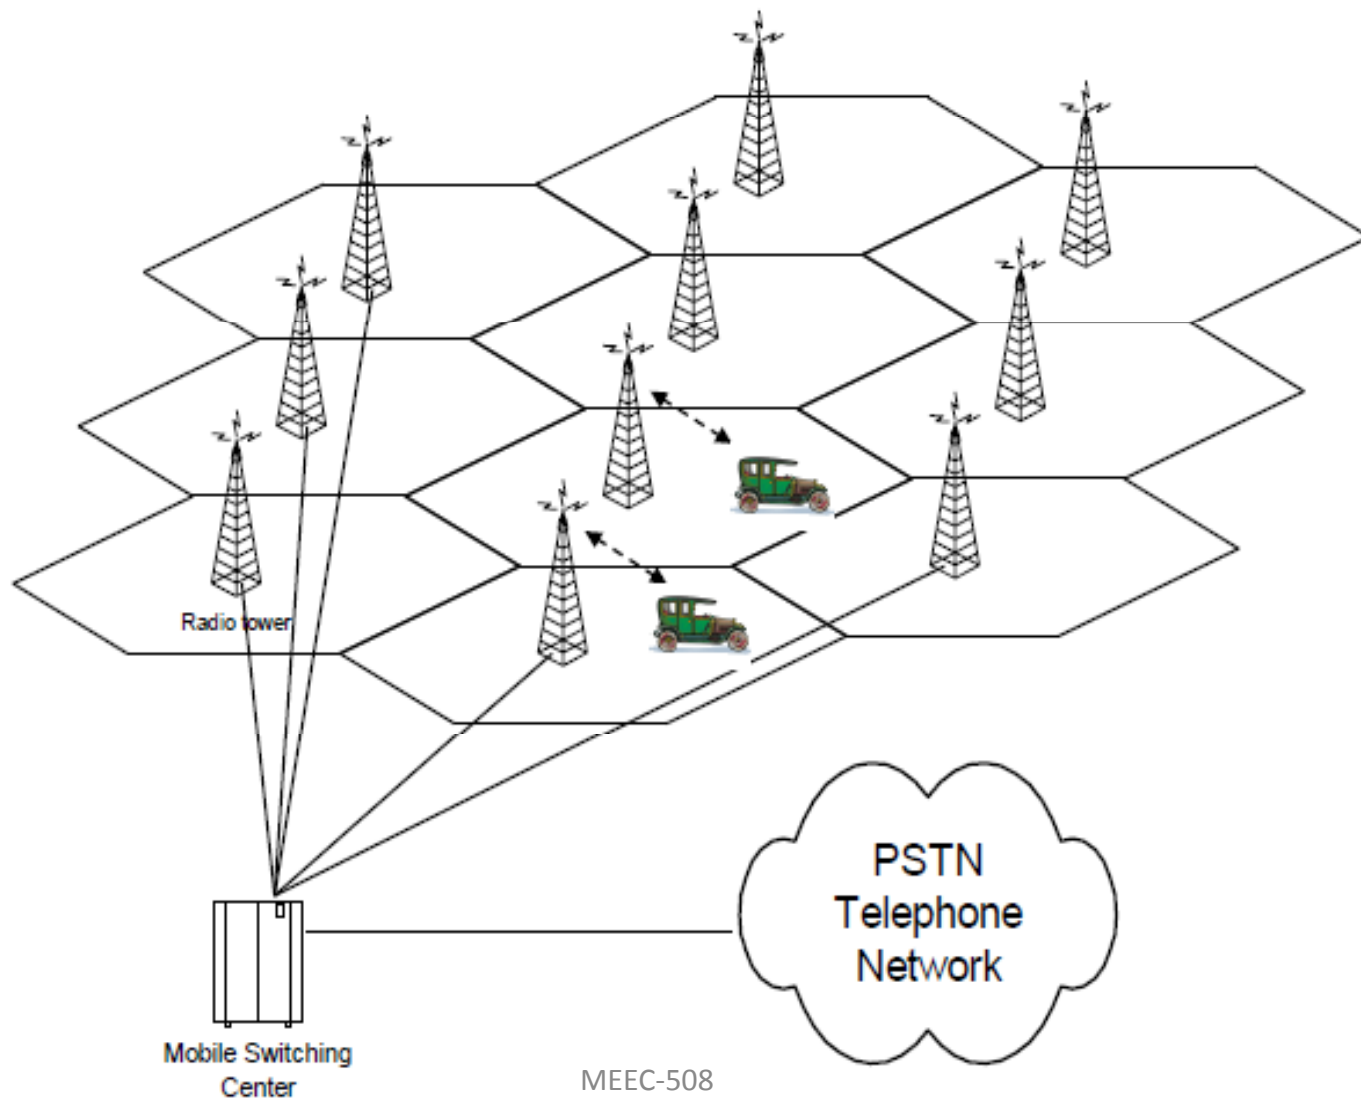 Radio tower
PSTN
Telephone
Network
Mobile Switching
Center
MEEC-508